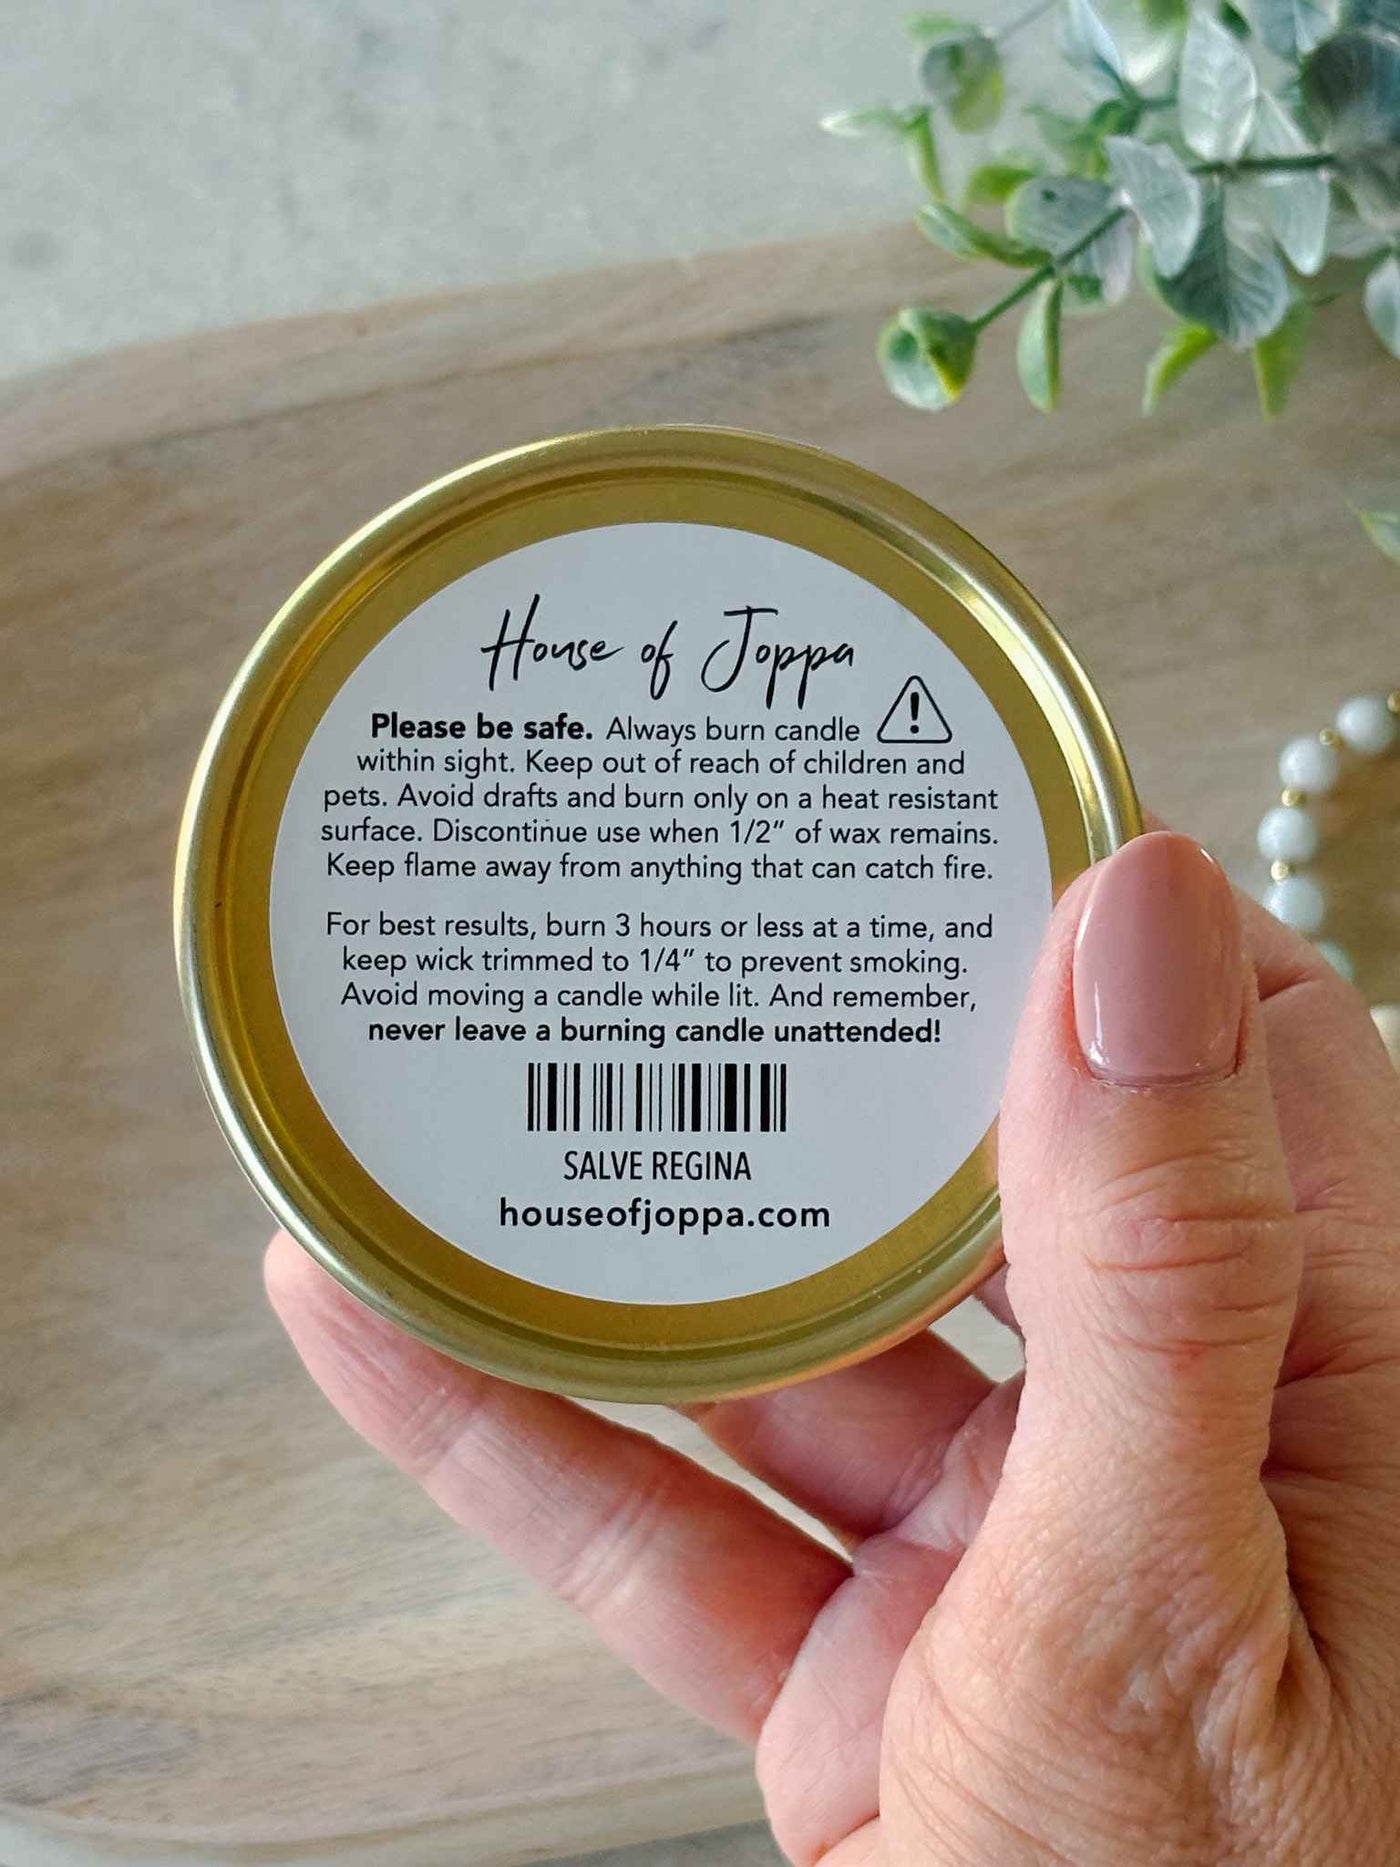 House of Joppa
Please be safe. Always burn candle
within sight. Keep out of reach of children and
pets. Avoid drafts and burn only on a heat resistant
surface. Discontinue use when 1/2” of wax remains.
Keep flame away from anything that can catch fire.
For best results, burn 3 hours or less at a time, and
keep wick trimmed to 1/4” to prevent smoking.
Avoid moving a candle while lit. And remember,
never leave a burning candle unattended!
SALVE REGINA
houseofjoppa.com